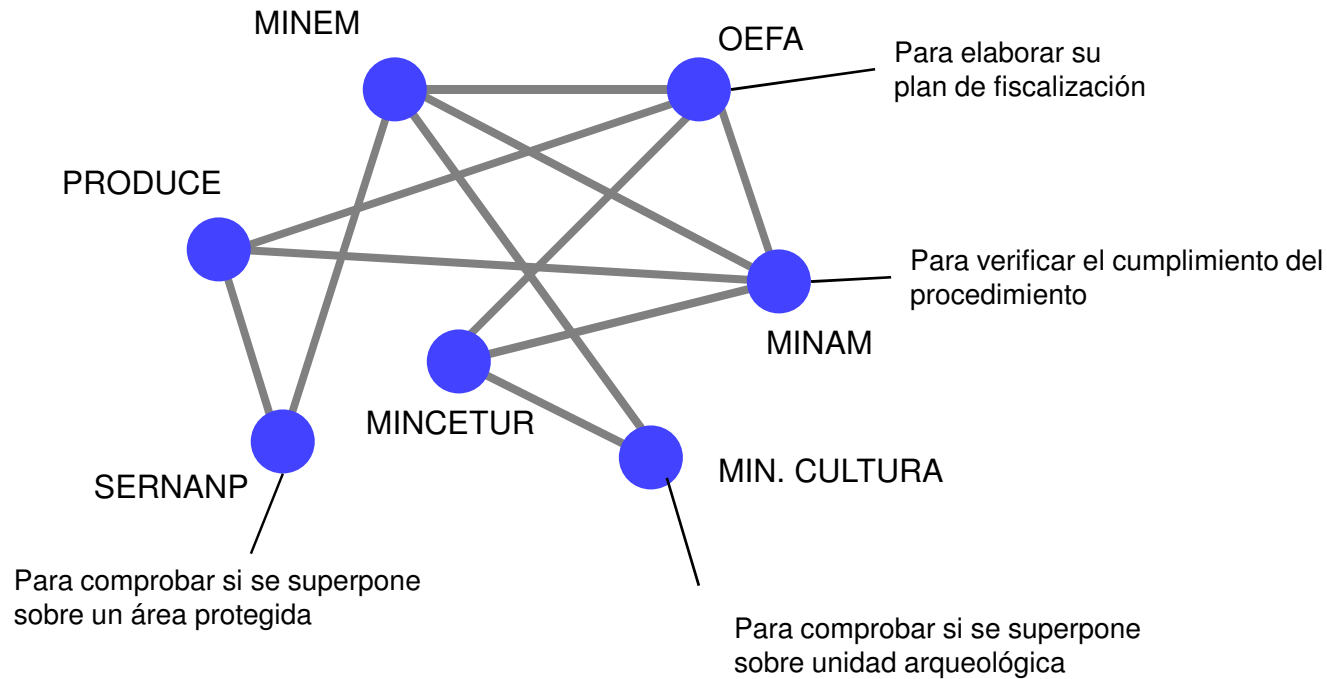 MINEM
OEFA
Para elaborar su
plan de fiscalización
PRODUCE
Para verificar el cumplimiento del
procedimiento
MINAM
MINCETUR
MIN. CULTURA
SERNANP
Para comprobar si se superpone
sobre un área protegida
Para comprobar si se superpone
sobre unidad arqueológica